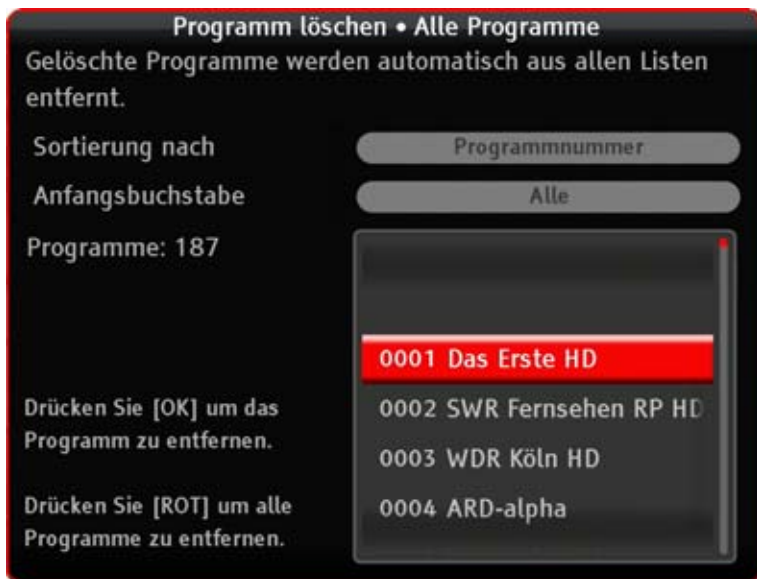 Programm löschen • Alle Programme
Gelöschte Programme werden automatisch aus allen Listen
entfernt.
Sortierung nach Programmnummer
Anfangsbuchstabe Alle
Programme: 187
0001 Das Erste HD
0002 SWR Fernsehen RP HD
0003 WDR Köln HD
0004 ARD-alpha
Drücken Sie [OK] um das
Programm zu entfernen.
Drücken Sie [ROT] um alle
Programme zu entfernen.